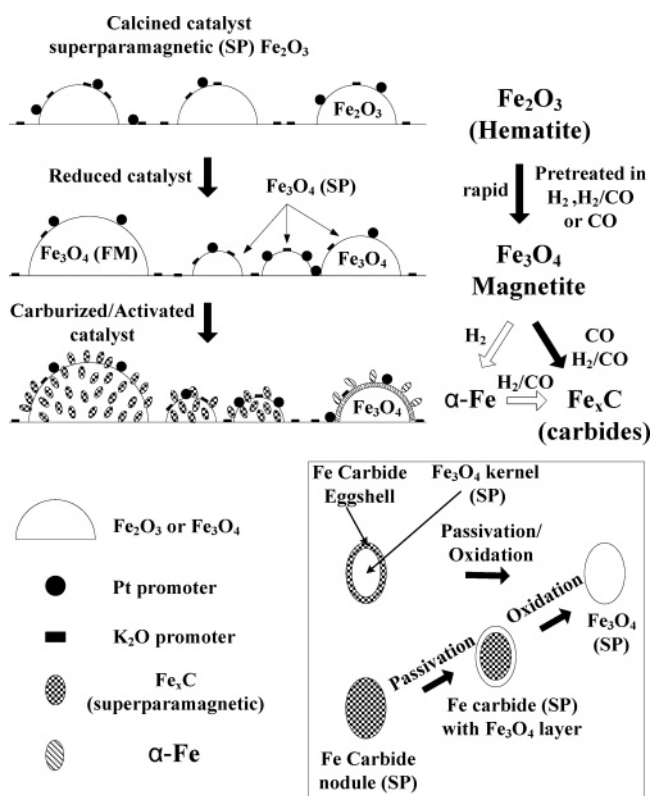 Calcined catalyst
superparamagnetic (SP) Fe₂O₃
Fe₂O₃
Reduced catalyst
Fe₃O₄ (SP)
Fe₃O₄ (FM)
Fe₃O₄
Carburized/Activated
catalyst
Fe₃O₄
Fe₂O₃
(Hematite)
rapid
Pretreated in
H₂ ,H₂/CO
or CO
Fe₃O₄
Magnetite
H₂
CO
H₂/CO
α-Fe
H₂/CO
FeₓC
(carbides)
Fe₂O₃ or Fe₃O₄
Pt promoter
K₂O promoter
FeₓC
(superparamagnetic)
α-Fe
Fe Carbide
Eggshell
Fe₃O₄ kernel
(SP)
Passivation/
Oxidation
Fe₃O₄
(SP)
Oxidation
Passivation
Fe carbide (SP)
with Fe₃O₄ layer
Fe Carbide
nodule (SP)